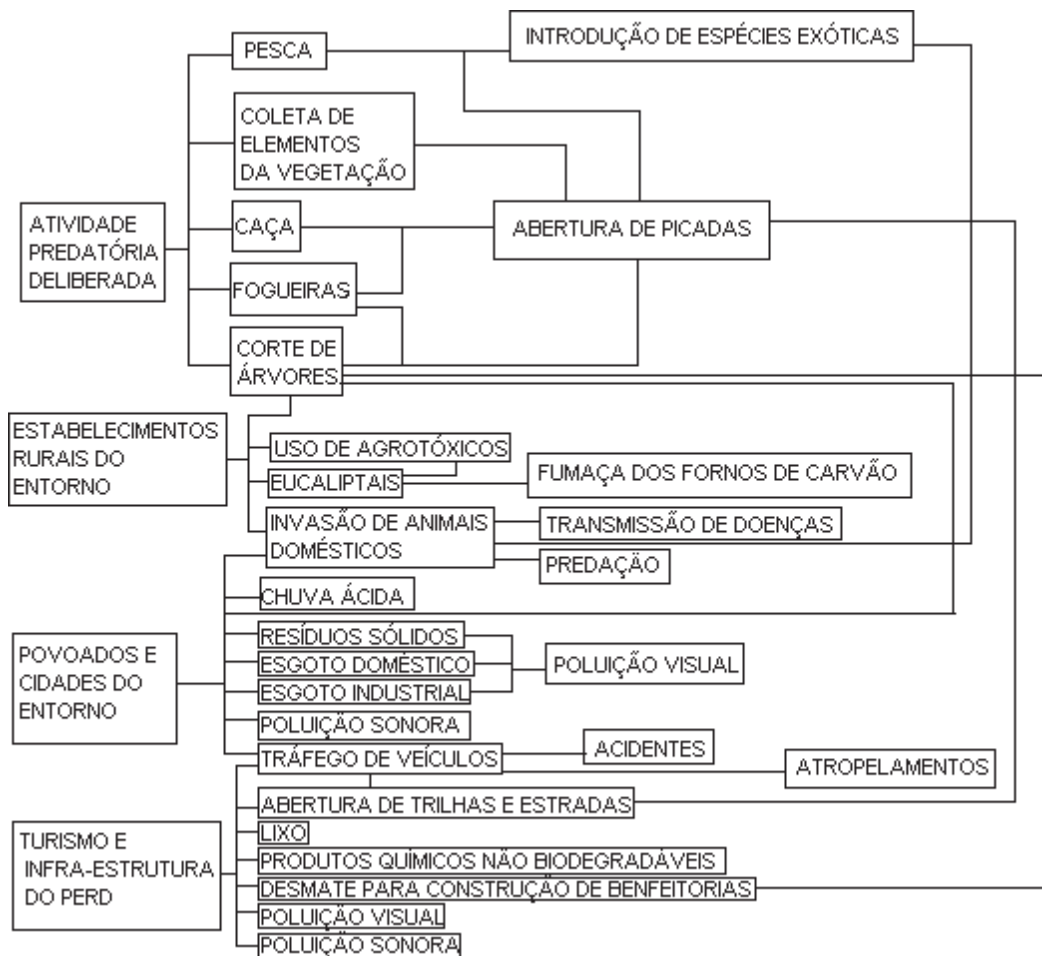 PESCA
INTRODUÇÃO DE ESPÉCIES EXÓTICAS
COLETA DE
ELEMENTOS
DA VEGETAÇÃO
ATIVIDADE
PREDATÓRIA
DELIBERADA
CAÇA
ABERTURA DE PICADAS
FOGUEIRAS
CORTE DE
ÁRVORES
ESTABELECIMENTOS
RURAIS DO
ENTORNO
USO DE AGROTÓXICOS
EUCALIPTAIS
FUMAÇA DOS FORNOS DE CARVÃO
INVASÃO DE ANIMAIS
DOMÉSTICOS
TRANSMISSÃO DE DOENÇAS
PREDAÇÃO
CHUVA ÁCIDA
POVOADOS E
CIDADES DO
ENTORNO
RESÍDUOS SÓLIDOS
ESGOTO DOMÉSTICO
ESGOTO INDUSTRIAL
POLUIÇÃO VISUAL
POLUIÇÃO SONORA
TRÁFEGO DE VEÍCULOS
ACIDENTES
ATROPELAMENTOS
TURISMO E
INFRA-ESTRUTURA
DO PERD
ABERTURA DE TRILHAS E ESTRADAS
LIXO
PRODUTOS QUÍMICOS NÃO BIODEGRADÁVEIS
DESMATE PARA CONSTRUÇÃO DE BENFEITORIAS
POLUIÇÃO VISUAL
POLUIÇÃO SONORA